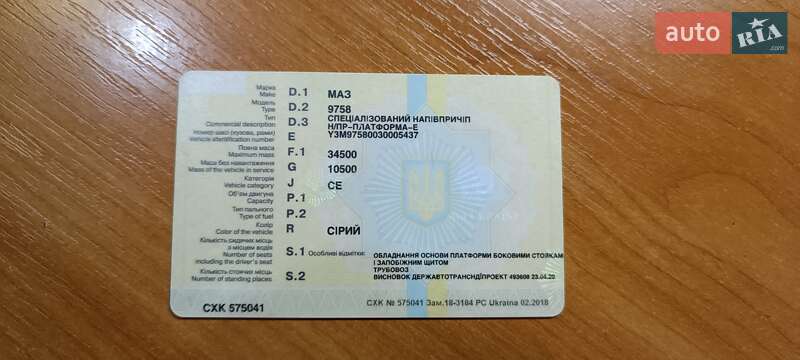 auto RIA.com
Марка
Make D.1 МАЗ
Модель
Type D.2 9758
Тип
Commercial description D.3 СПЕЦІАЛІЗОВАНИЙ НАПІВПРИЧІП
Н/ПР-ПЛАТФОРМА-Е
Номер шасі (кузова, рами)
Vehicle identification number E Y3M97580030005437
Повна маса
Maximum mass F.1 34500
Маса без навантаження
Mass of the vehicle in service G 10500
Категорія
Vehicle category J CE
Об'єм двигуна
Capacity P.1
Тип пального
Type of fuel P.2
Колір
Color of the vehicle R СІРИЙ
Кількість сидячих місць
з місцем водія
Number of seats
including the driver's seat S.1 Особливі відмітки: ОБЛАДНАННЯ ОСНОВИ ПЛАТФОРМИ БОКОВИМИ СТОЯКАМ
І ЗАПОБІЖНИМ ЩИТОМ
ТРУБОВОЗ
Кількість стоячих місць
Number of standing places S.2 ВИСНОВОК ДЕРЖАВТОТРАНСНДІПРОЕКТ 493608 23.04.20
СХК 575041
СХК № 575041 Зам.18-3184 РС Ukraina 02.2018